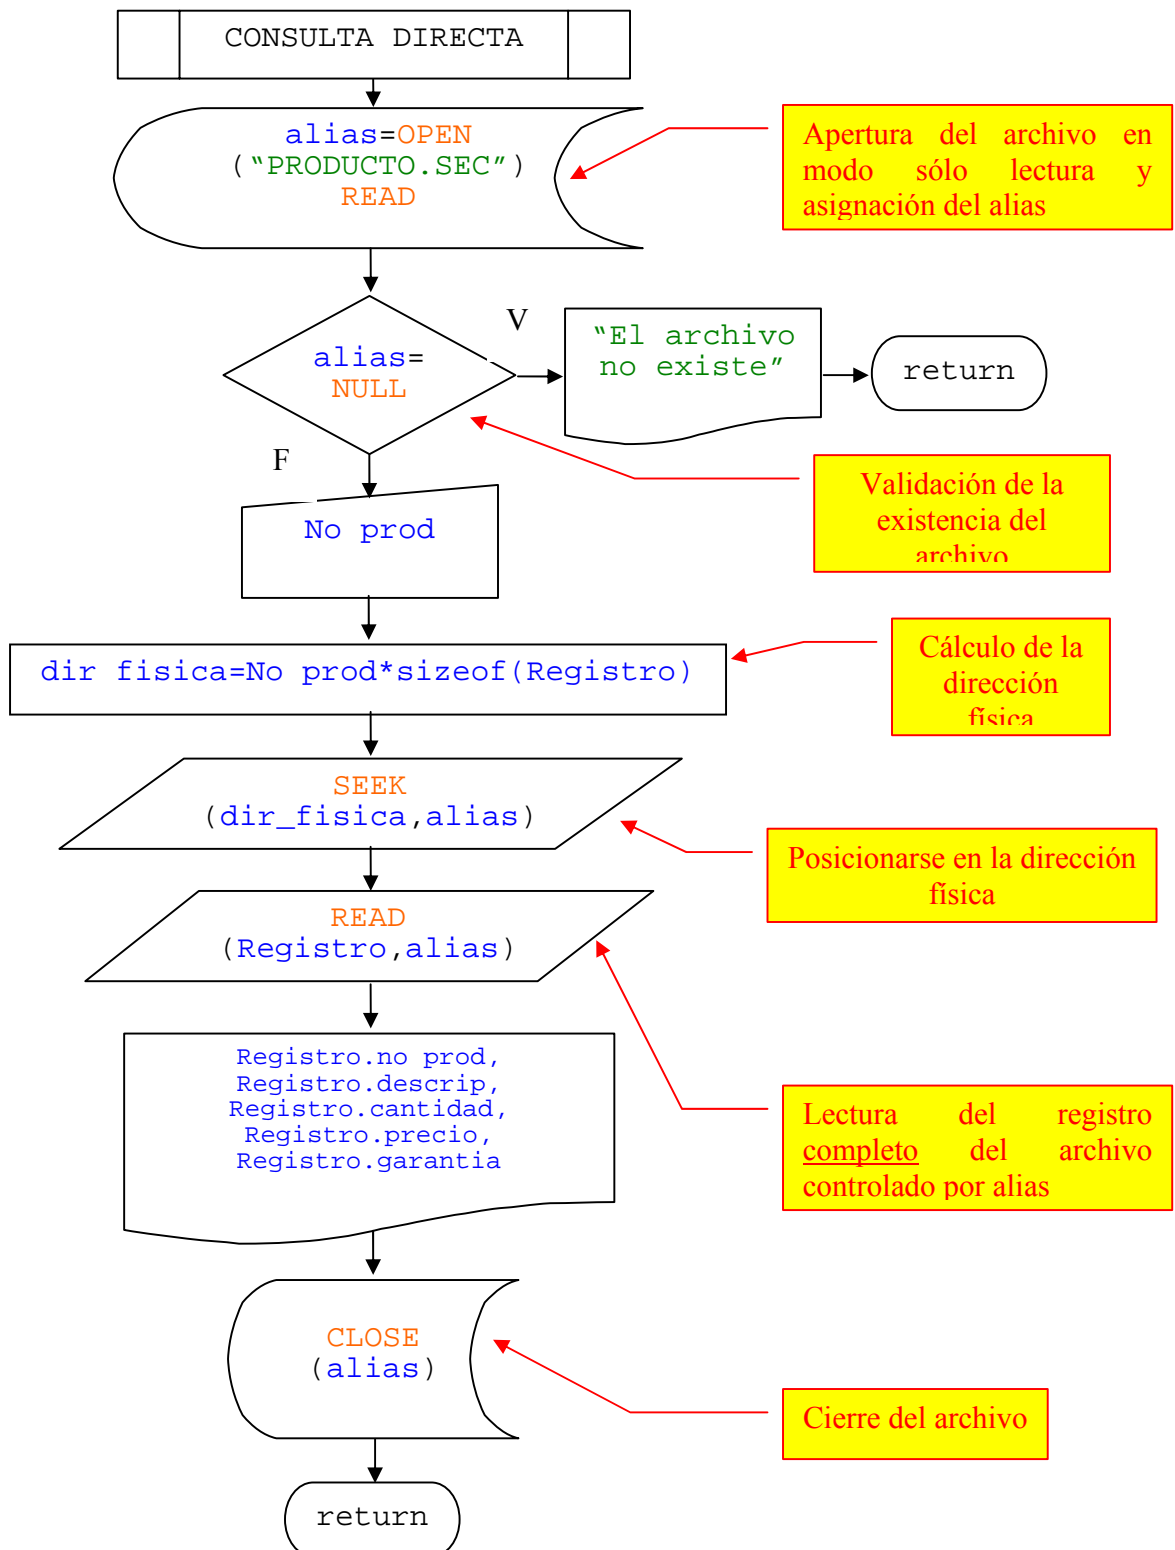 CONSULTA DIRECTA
alias=OPEN
("PRODUCTO.SEC")
READ
Apertura del archivo en
modo sólo lectura y
asignación del alias
alias=
NULL
V
"El archivo
no existe"
return
F
Validación de la
existencia del
archivo
No prod
dir fisica=No prod*sizeof(Registro)
Cálculo de la
dirección
física
SEEK
(dir_fisica,alias)
Posicionarse en la dirección
física
READ
(Registro,alias)
Lectura del registro
completo del archivo
controlado por alias
Registro.no prod,
Registro.descrip,
Registro.cantidad,
Registro.precio,
Registro.garantia
CLOSE
(alias)
Cierre del archivo
return